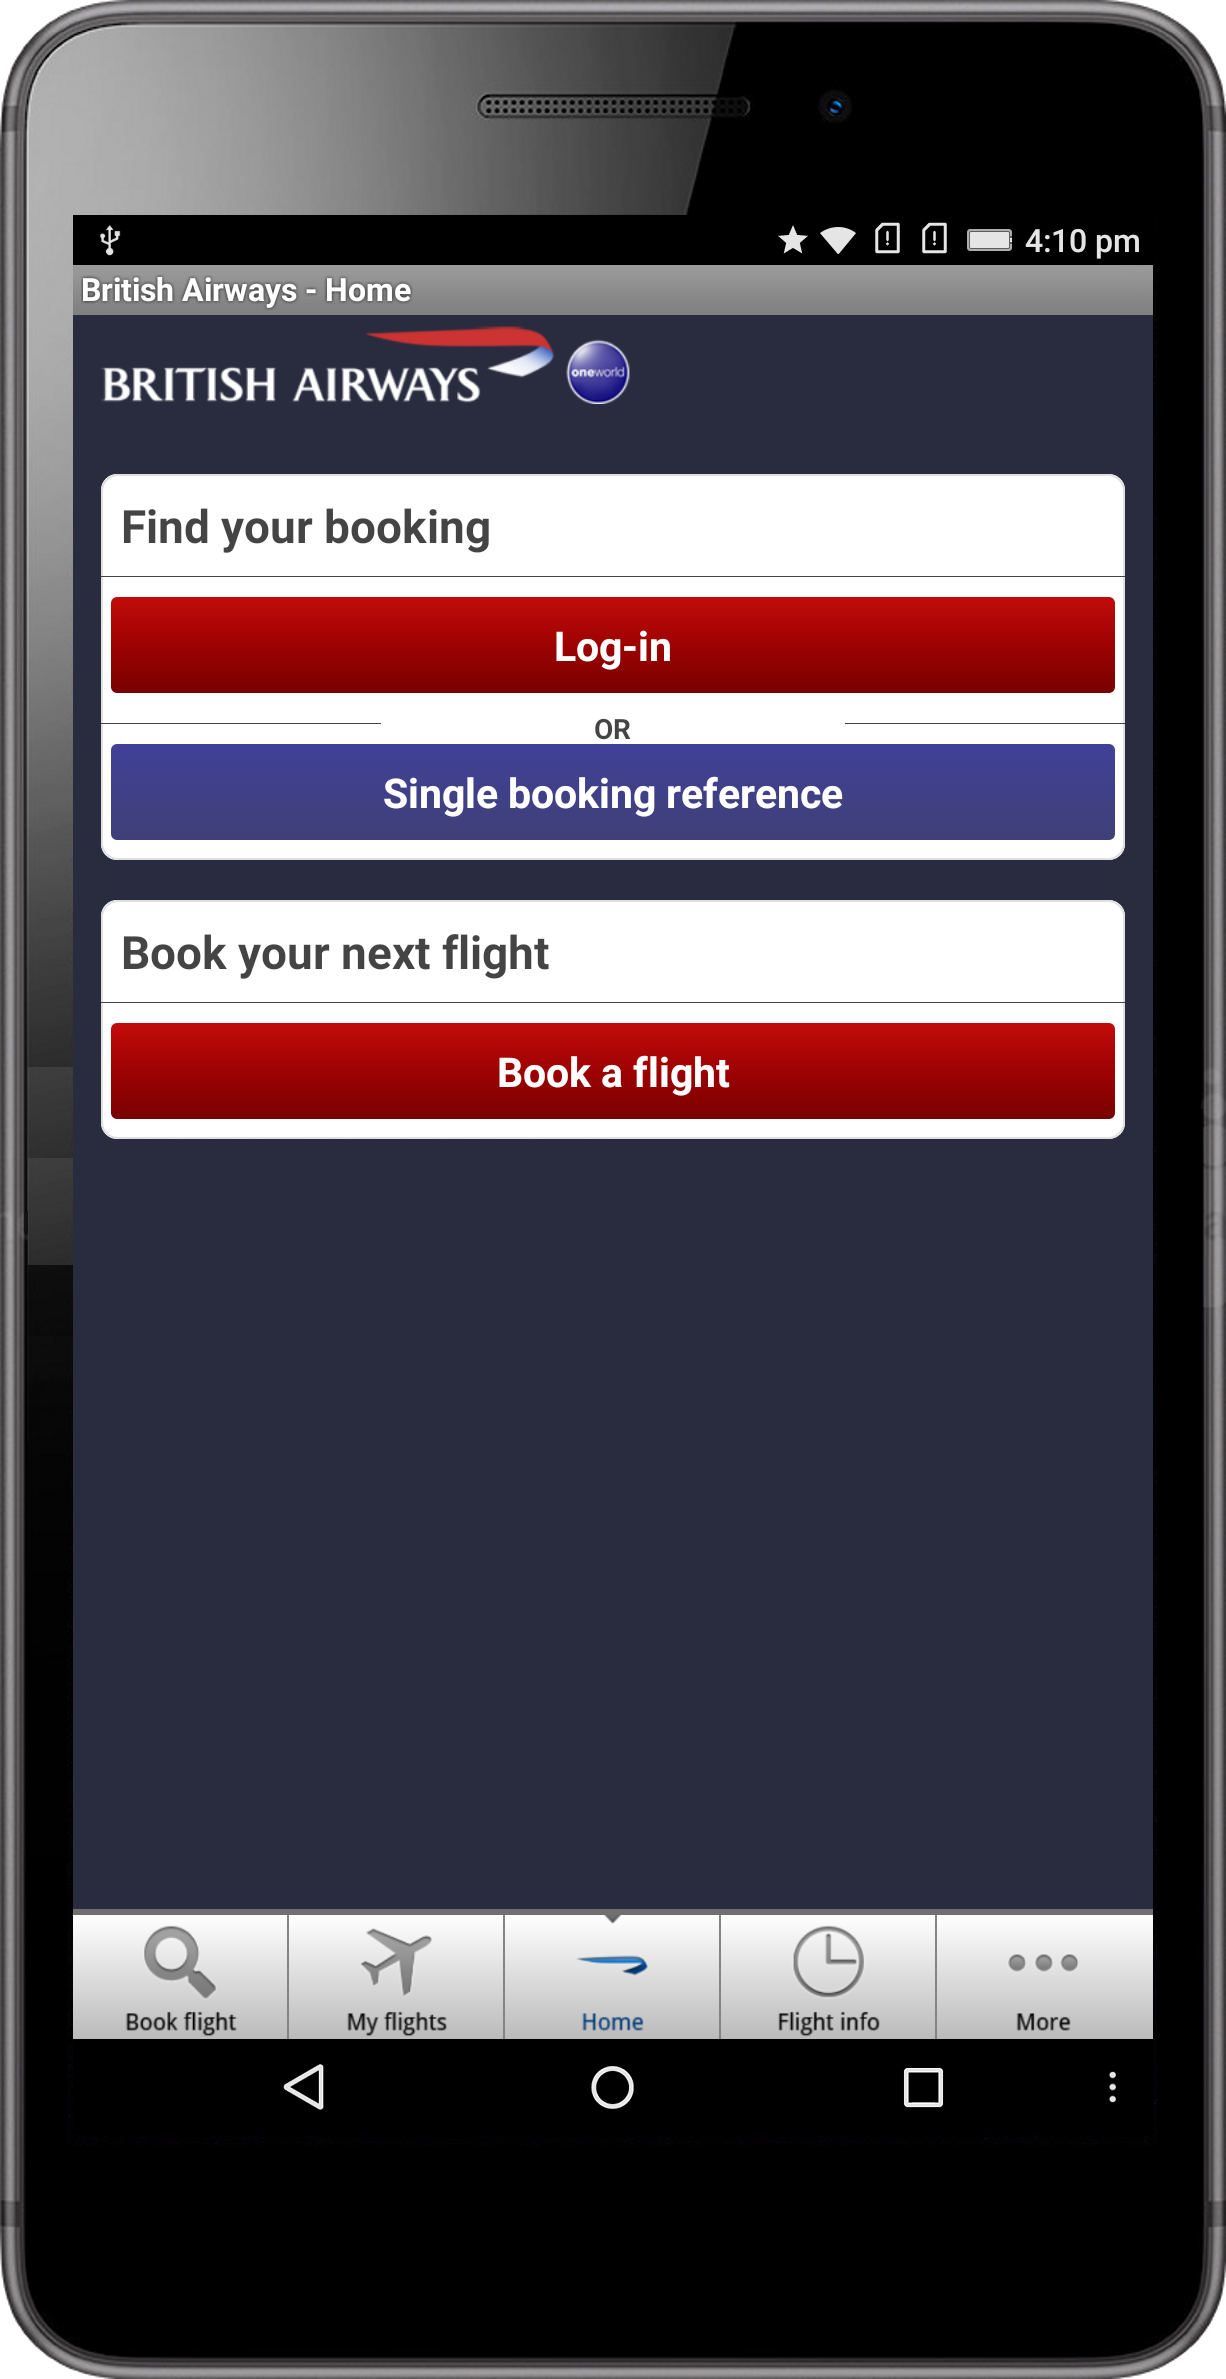 4:10 pm
British Airways - Home
BRITISH AIRWAYS oneworld
Find your booking
Log-in
OR
Single booking reference
Book your next flight
Book a flight
Book flight
My flights
Home
Flight info
More